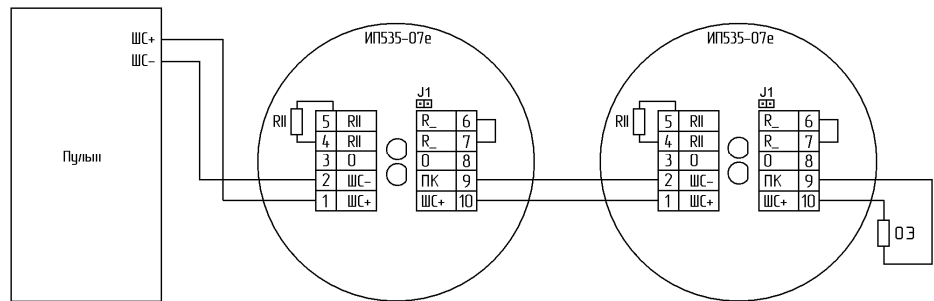 ШС+
ШС-
Пульт
ИП535-07е
J1
RII
5 RII
4 RII
3 0
2 ШС-
1 ШС+
R_ 6
R_ 7
0 8
ПК 9
ШС+ 10
ИП535-07е
J1
RII
5 RII
4 RII
3 0
2 ШС-
1 ШС+
R_ 6
R_ 7
0 8
ПК 9
ШС+ 10
ОЭ